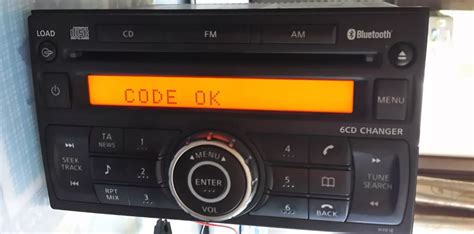 LOAD
CD
FM
AM
Bluetooth
CODE OK
MENU
6CD CHANGER
SEEK
TRACK
TA
NEWS
1
MENU
4
TUNE
SEARCH
2
ENTER
5
RPT
MIX
3
VOL
6
BACK